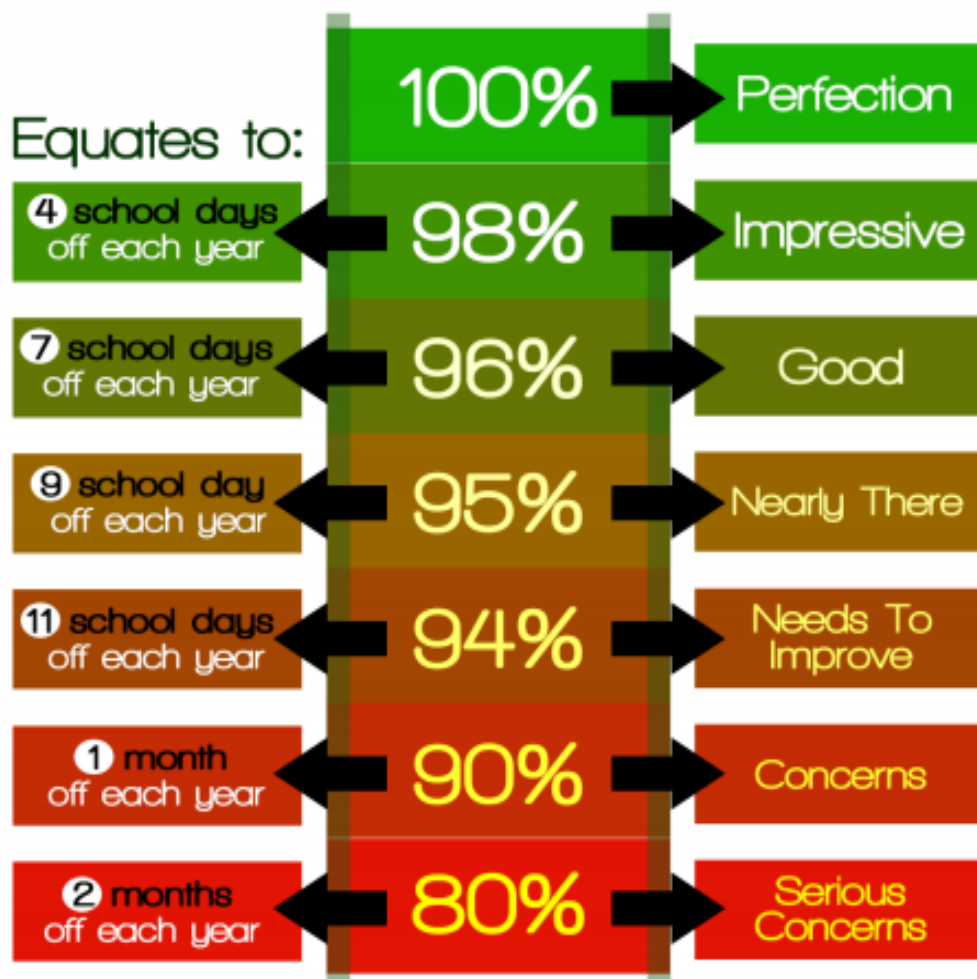 100%
Perfection
Equates to:
4 school days
off each year
98%
Impressive
7 school days
off each year
96%
Good
9 school day
off each year
95%
Nearly There
11 school days
off each year
94%
Needs To
Improve
1 month
off each year
90%
Concerns
2 months
off each year
80%
Serious
Concerns